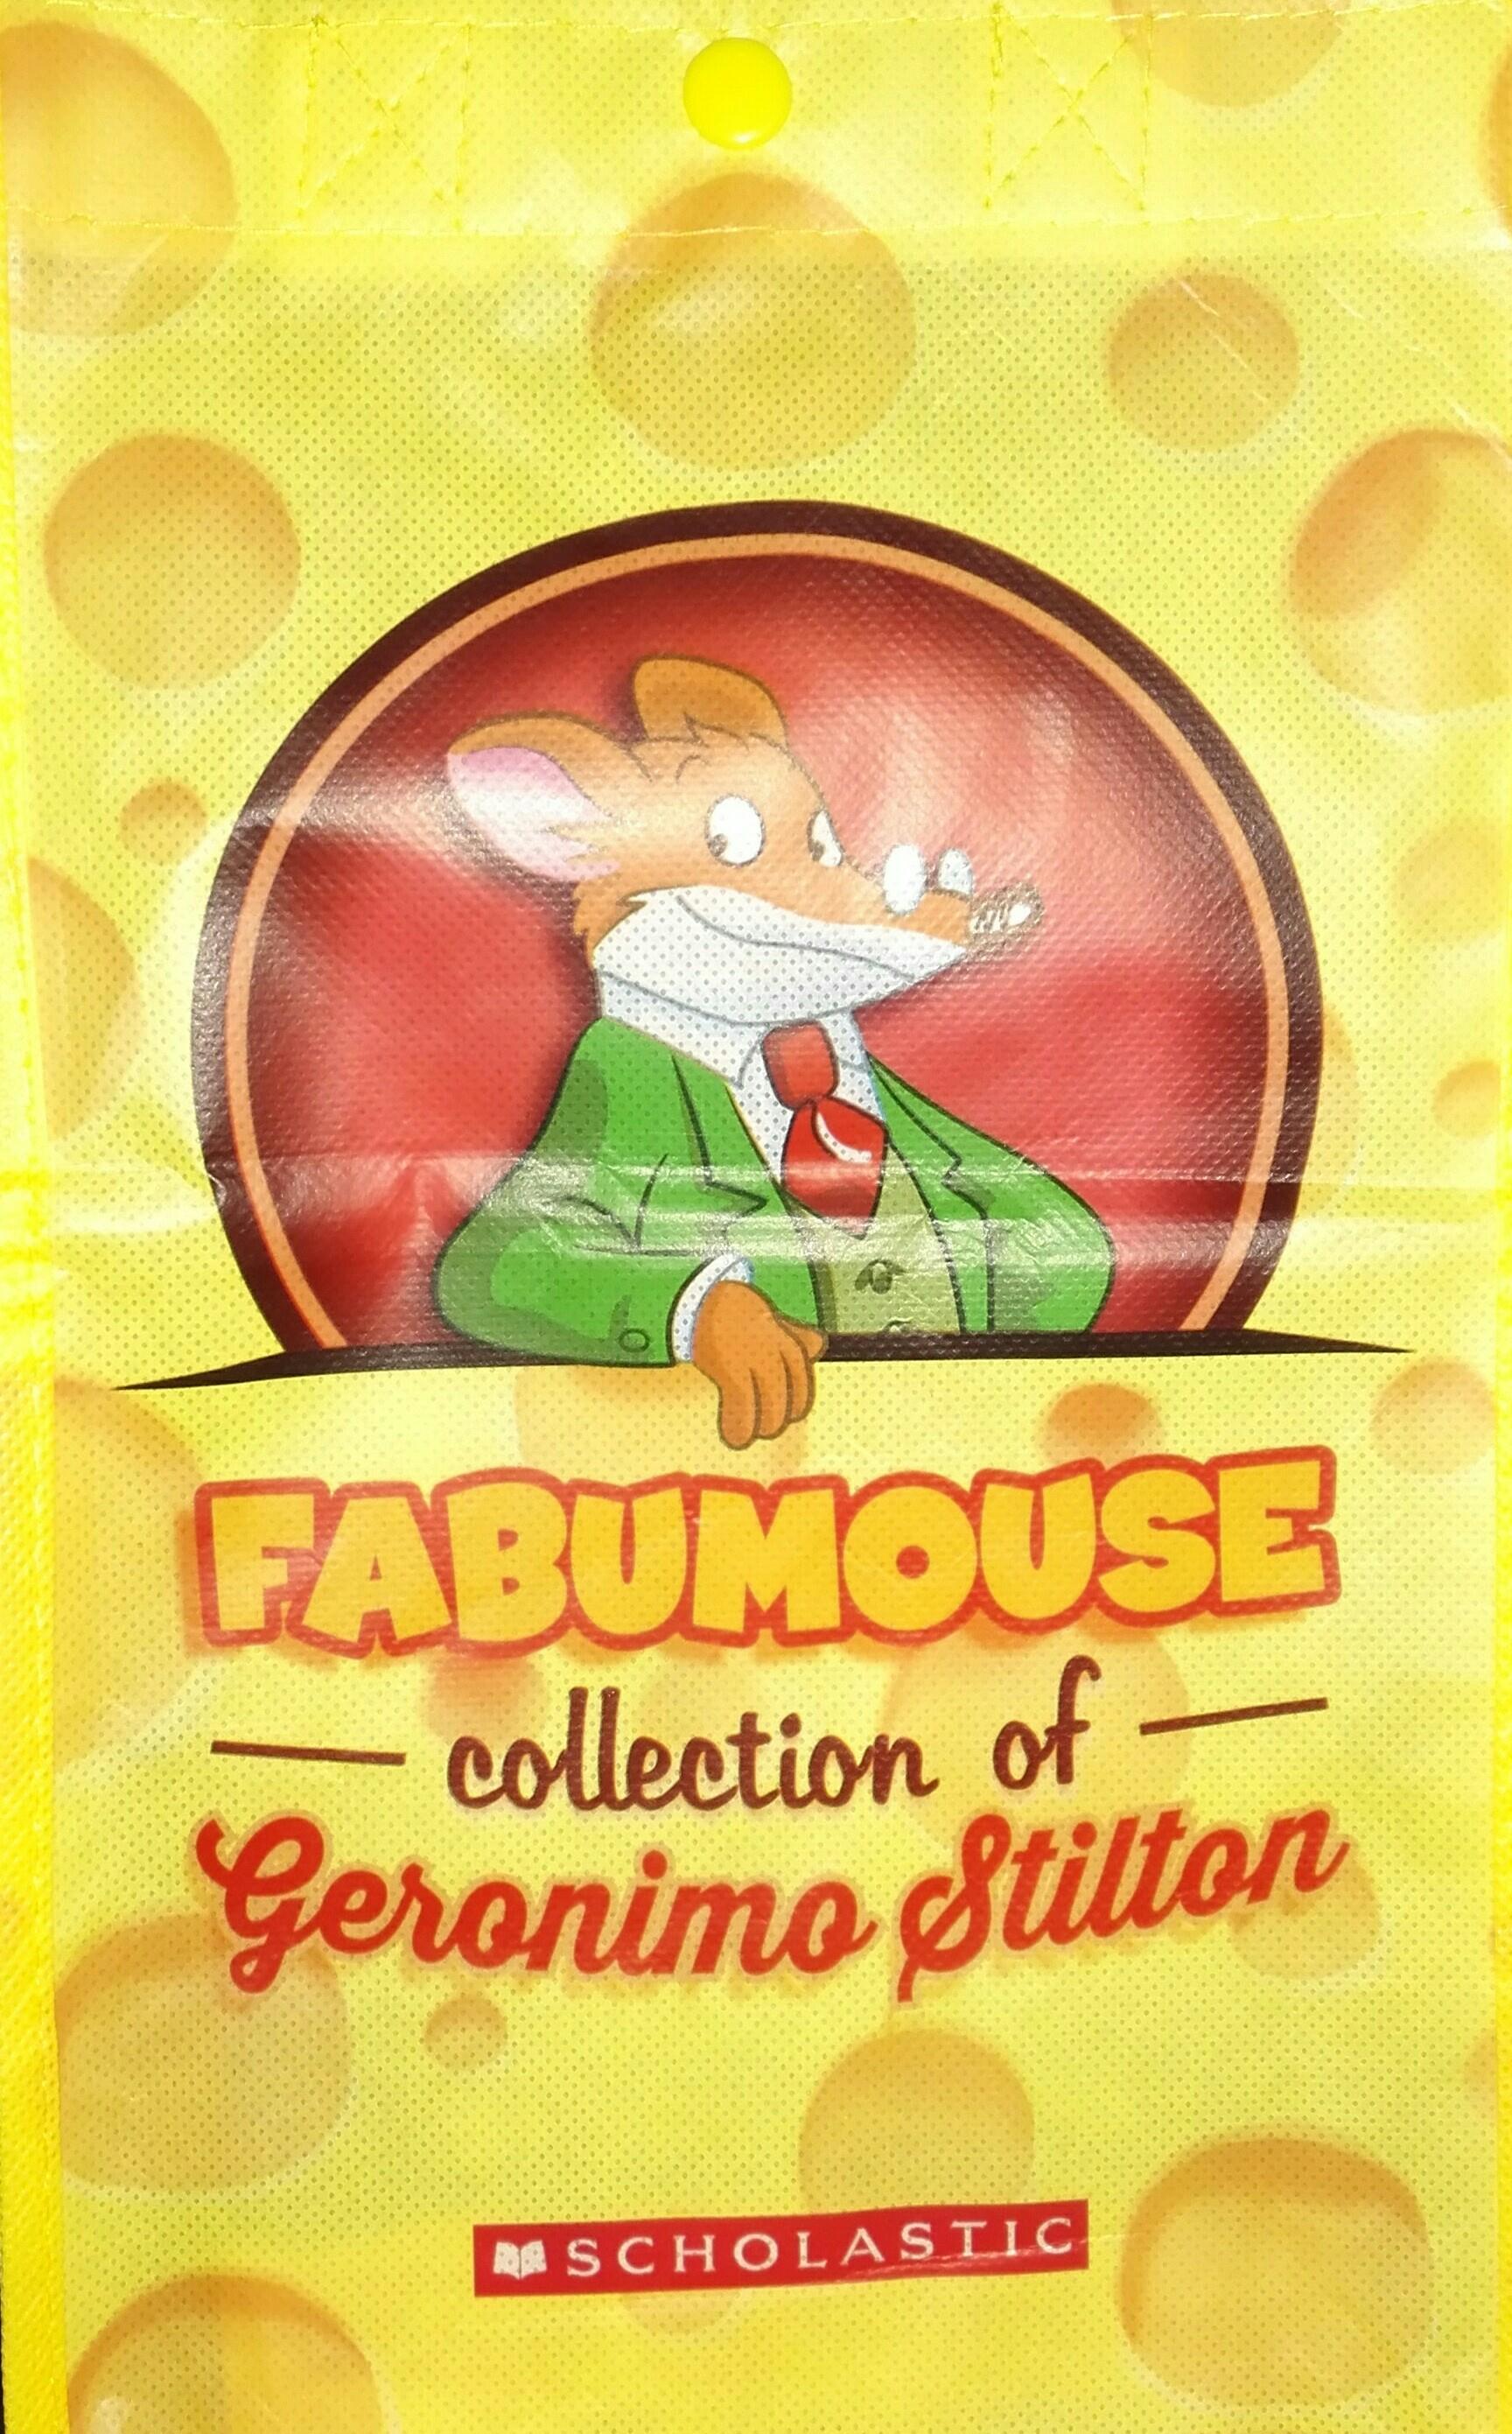 FABUMOUSE
collection of
Geronimo Stilton
SCHOLASTIC